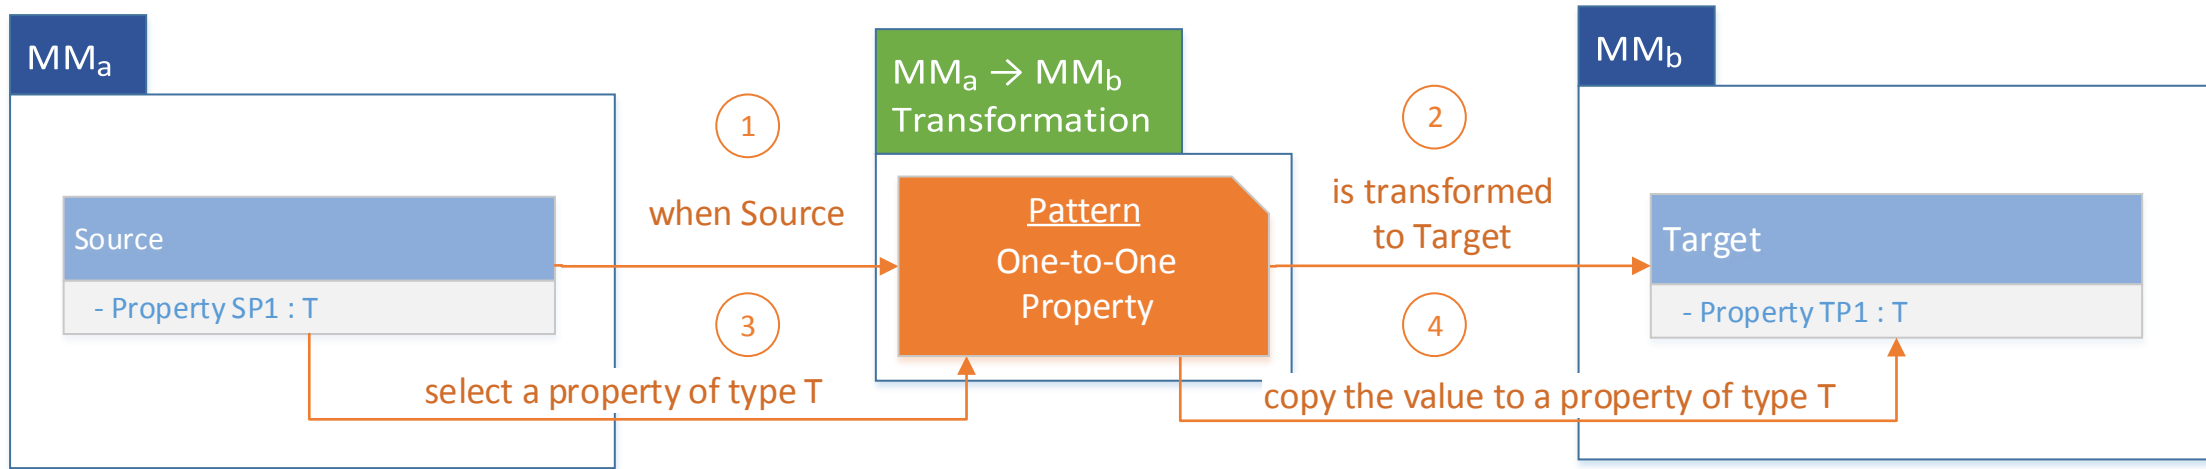 MMa
Source
- Property SP1 : T
1
when Source
3
select a property of type T
MMa → MMb
Transformation
Pattern
One-to-One
Property
2
is transformed
to Target
4
copy the value to a property of type T
MMb
Target
- Property TP1 : T